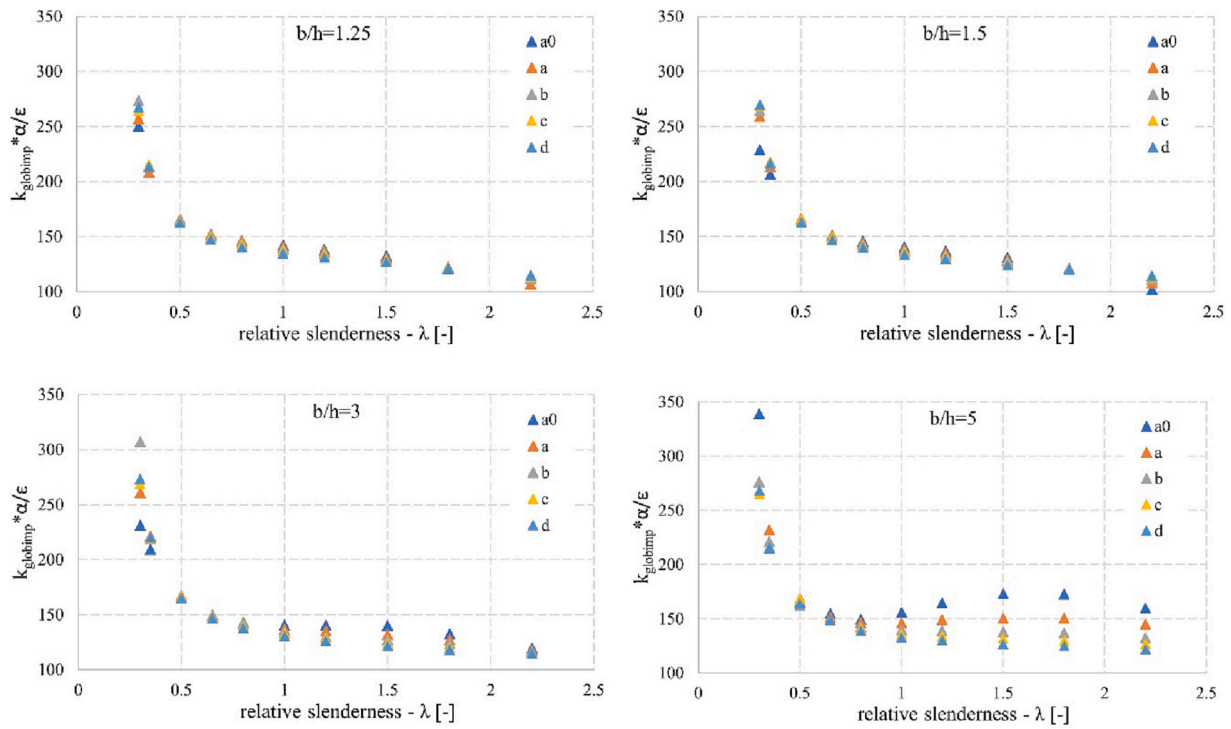 b/h=1.25
350
300
250
200
150
100
k_globimp*α/ε
a0
a
b
c
d
0
0.5
1
1.5
2
2.5
relative slenderness - λ [-]
b/h=1.5
350
300
250
200
150
100
k_globimp*α/ε
a0
a
b
c
d
0
0.5
1
1.5
2
2.5
relative slenderness - λ [-]
b/h=3
350
300
250
200
150
100
k_globimp*α/ε
a0
a
b
c
d
0
0.5
1
1.5
2
2.5
relative slenderness - λ [-]
b/h=5
350
300
250
200
150
100
k_globimp*α/ε
a0
a
b
c
d
0
0.5
1
1.5
2
2.5
relative slenderness - λ [-]